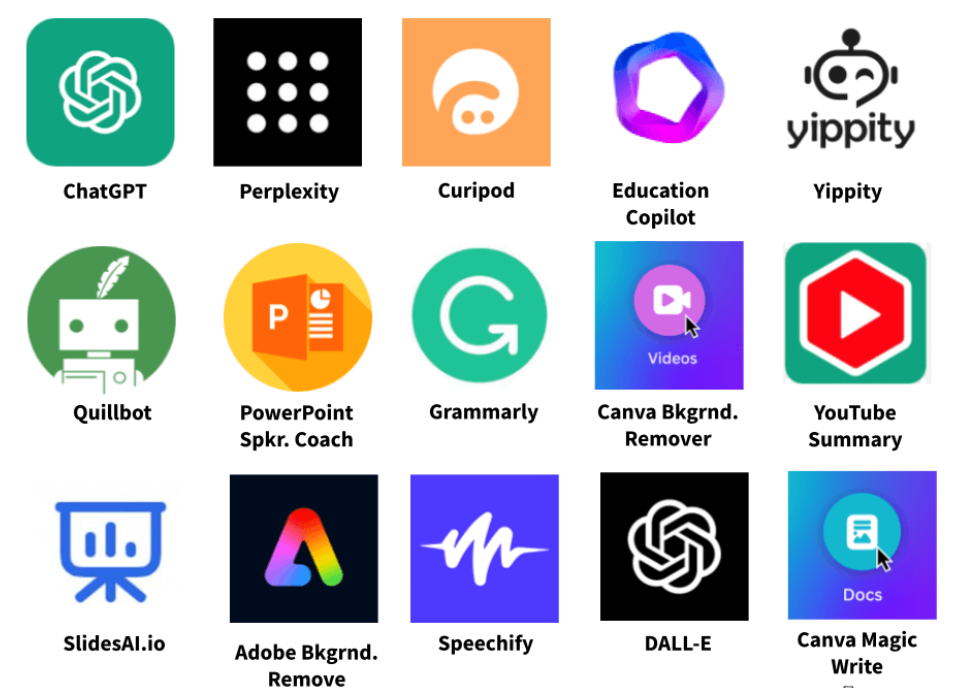 yippity
ChatGPT
Perplexity
Curipod
Education
Copilot
Yippity
P
G
Videos
Quillbot
PowerPoint
Spkr. Coach
Grammarly
Canva Bkgrnd.
Remover
YouTube
Summary
Docs
SlidesAI.io
Adobe Bkgrnd.
Remove
Speechify
DALL-E
Canva Magic
Write